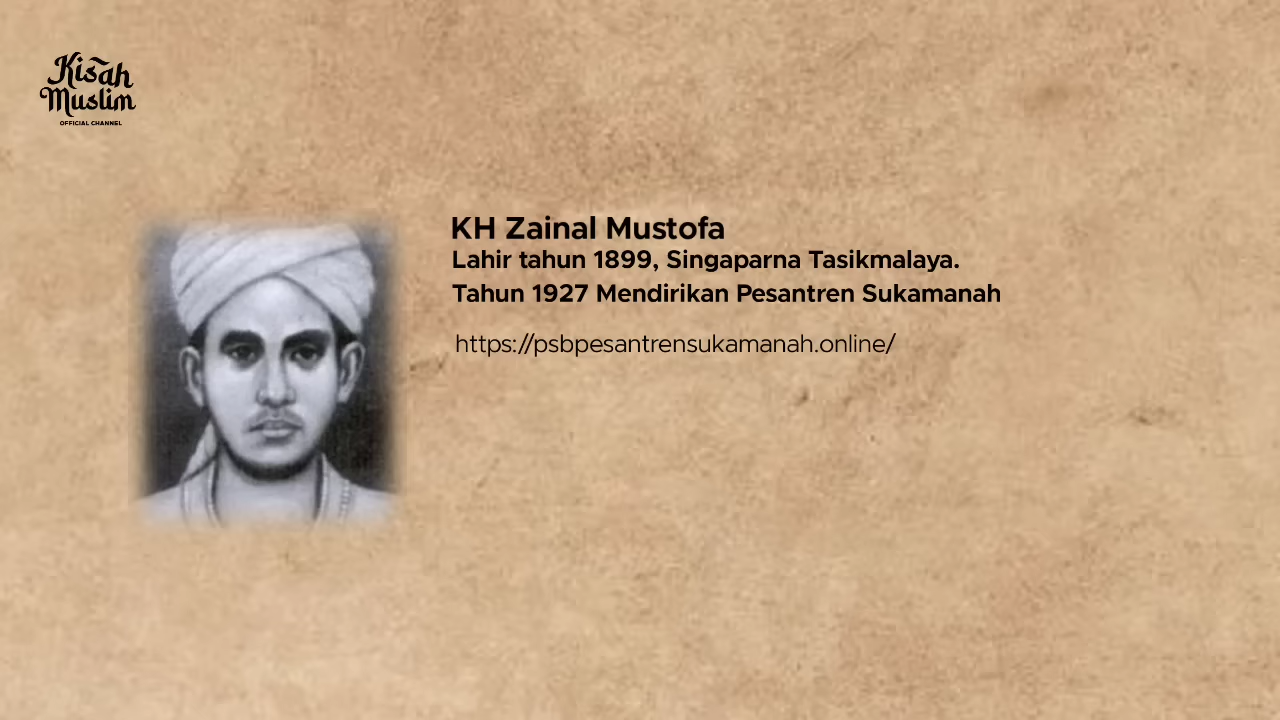 Kisah
Muslim
OFFICIAL CHANNEL
KH Zainal Mustofa
Lahir tahun 1899, Singaparna Tasikmalaya.
Tahun 1927 Mendirikan Pesantren Sukamanah
https://psbpesantrensukamanah.online/